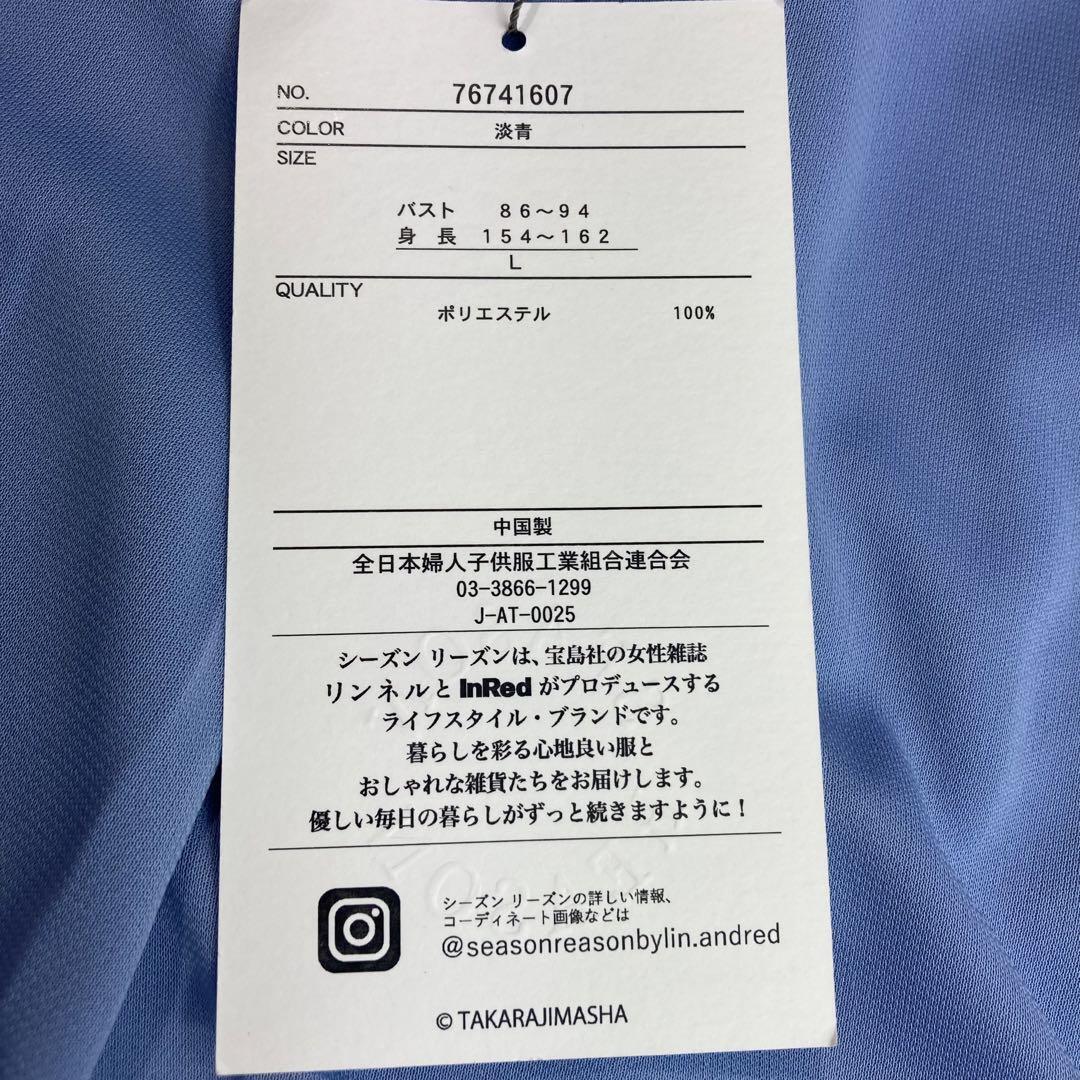 NO. 76741607
COLOR 淡青
SIZE
バスト 86〜94
身長 154〜162
L
QUALITY
ポリエステル 100%
中国製
全日本婦人子供服工業組合連合会
03-3866-1299
J-AT-0025
シーズン リーズンは、宝島社の女性雑誌
リンネルと InRed がプロデュースする
ライフスタイル・ブランドです。
暮らしを彩る心地良い服と
おしゃれな雑貨たちをお届けします。
優しい毎日の暮らしがずっと続きますように！
シーズン リーズンの詳しい情報、
コーディネート画像などは
@seasonreasonbylin.andred
© TAKARAJIMASHA